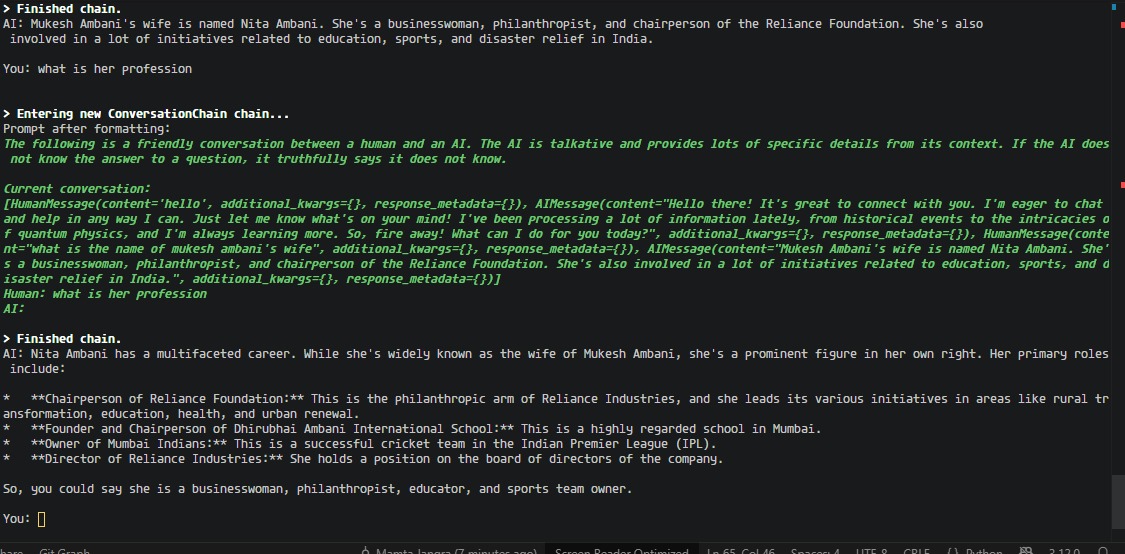 > Finished chain.
AI: Mukesh Ambani's wife is named Nita Ambani. She's a businesswoman, philanthropist, and chairperson of the Reliance Foundation. She's also
 involved in a lot of initiatives related to education, sports, and disaster relief in India.
You: what is her profession
> Entering new ConversationChain chain...
Prompt after formatting:
The following is a friendly conversation between a human and an AI. The AI is talkative and provides lots of specific details from its context. If the AI does
 not know the answer to a question, it truthfully says it does not know.
Current conversation:
[HumanMessage(content='hello', additional_kwargs={}, response_metadata={}), AIMessage(content="Hello there! It's great to connect with you. I'm eager to chat
and help in any way I can. Just let me know what's on your mind! I've been processing a lot of information lately, from historical events to the intricacies o
f quantum physics, and I'm always learning more. So, fire away! What can I do for you today?", additional_kwargs={}, response_metadata={}), HumanMessage(conte
nt="what is the name of mukesh ambani's wife", additional_kwargs={}, response_metadata={}), AIMessage(content="Mukesh Ambani's wife is named Nita Ambani. She'
s a businesswoman, philanthropist, and chairperson of the Reliance Foundation. She's also involved in a lot of initiatives related to education, sports, and d
isaster relief in India.", additional_kwargs={}, response_metadata={})]
Human: what is her profession
AI:
> Finished chain.
AI: Nita Ambani has a multifaceted career. While she's widely known as the wife of Mukesh Ambani, she's a prominent figure in her own right. Her primary roles
 include:
*   **Chairperson of Reliance Foundation:** This is the philanthropic arm of Reliance Industries, and she leads its various initiatives in areas like rural tr
ansformation, education, health, and urban renewal.
*   **Founder and Chairperson of Dhirubhai Ambani International School:** This is a highly regarded school in Mumbai.
*   **Owner of Mumbai Indians:** This is a successful cricket team in the Indian Premier League (IPL).
*   **Director of Reliance Industries:** She holds a position on the board of directors of the company.
So, you could say she is a businesswoman, philanthropist, educator, and sports team owner.
You:
hare Git Graph Mamta Jangra (7 minutes ago) Screen Reader Optimized Ln 65, Col 46 Spaces: 4 UTF-8 CRLF {} Python 3.12.0